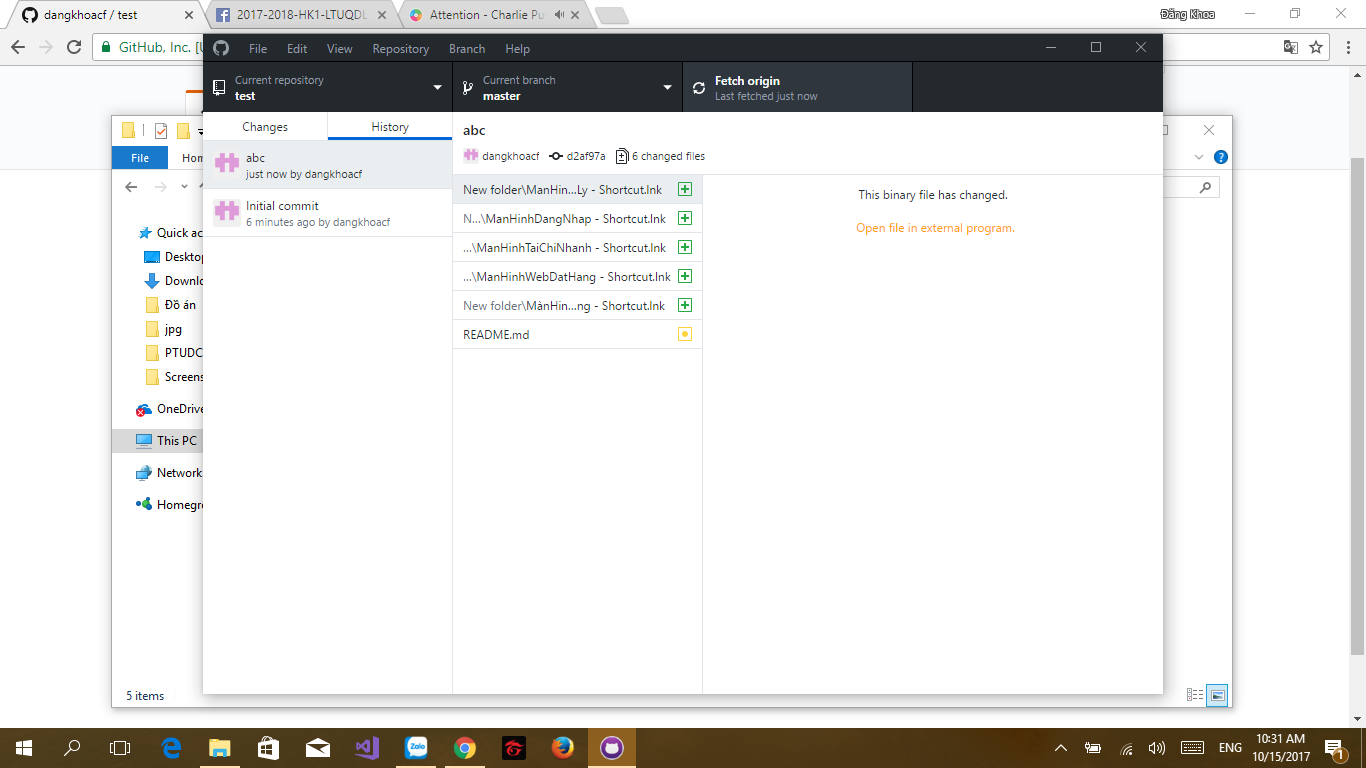 dangkhoacf / test
2017-2018-HK1-LTUQDL
Attention - Charlie Pu
Đăng Khoa
GitHub, Inc. [U
File Edit View Repository Branch Help
Current repository
test
Current branch
master
Fetch origin
Last fetched just now
Changes
History
abc
just now by dangkhoacf
Initial commit
6 minutes ago by dangkhoacf
abc
dangkhoacf d2af97a 6 changed files
New folder\ManHin...Ly - Shortcut.lnk
N...\ManHinhDangNhap - Shortcut.lnk
...\ManHinhTaiChiNhanh - Shortcut.lnk
...\ManHinhWebDatHang - Shortcut.lnk
New folder\MànHin...ng - Shortcut.lnk
README.md
This binary file has changed.
Open file in external program.
File
Hom
Quick ac
Desktop
Downlo
Đồ án
jpg
PTUDC
Screens
OneDrive
This PC
Network
Homegro
5 items
Zalo
ENG
10:31 AM
10/15/2017
1